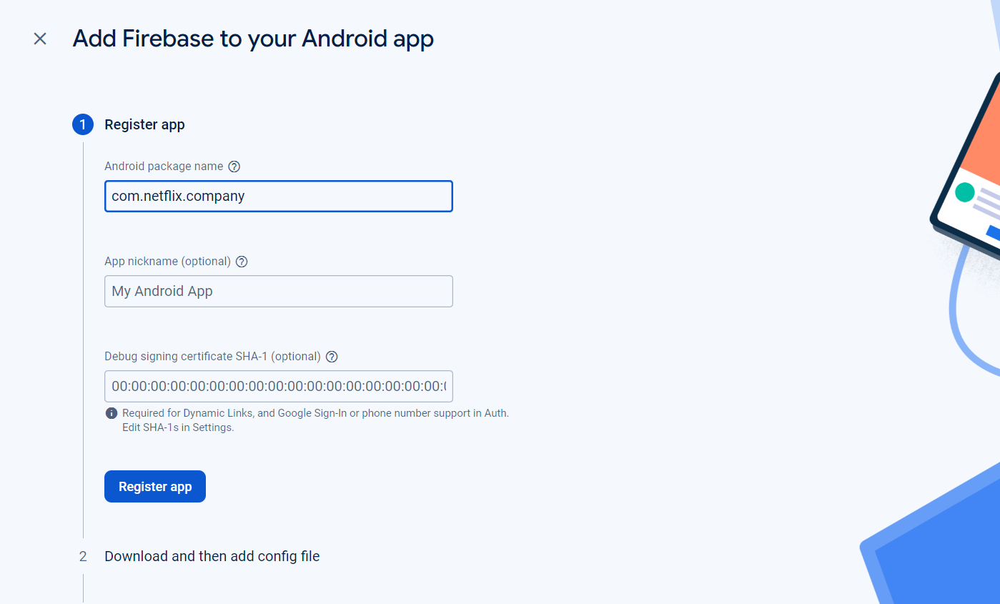 Add Firebase to your Android app
1 Register app
Android package name ?
com.netflix.company
App nickname (optional) ?
My Android App
Debug signing certificate SHA-1 (optional) ?
00:00:00:00:00:00:00:00:00:00:00:00:00:00:00:00:00:
Required for Dynamic Links, and Google Sign-In or phone number support in Auth.
Edit SHA-1s in Settings.
Register app
2 Download and then add config file